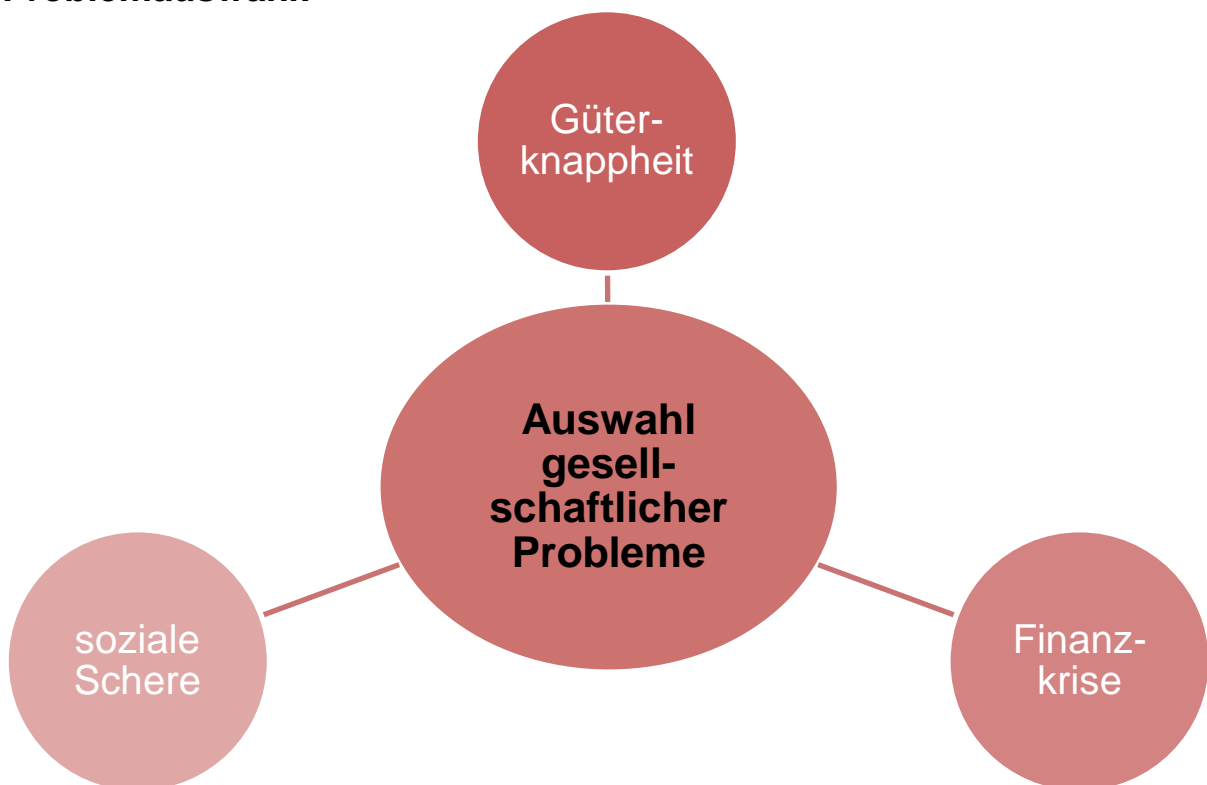 Güter-
knappheit
Auswahl
gesell-
schaftlicher
Probleme
soziale
Schere
Finanz-
krise